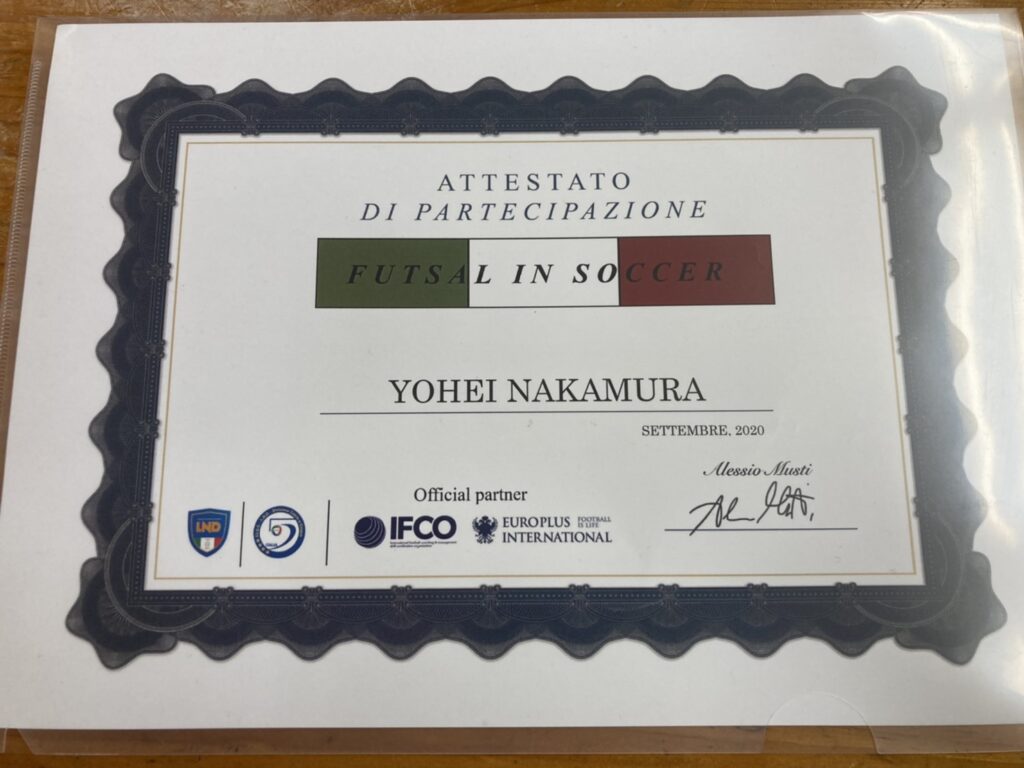 ATTESTATO
DI PARTECIPAZIONE
FUTSAL IN SOCCER
YOHEI NAKAMURA
SETTEMBRE, 2020
Alessio Musti
Official partner
LND
5
IFCO
EUROPLUS FOOTBALL IS LIFE
INTERNATIONAL